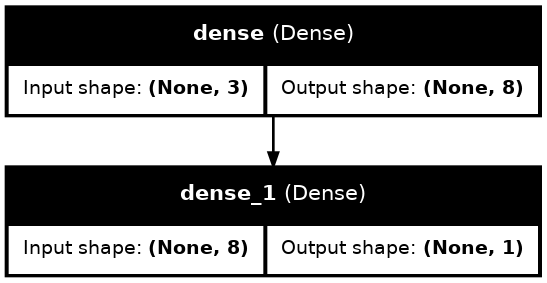 dense (Dense)
Input shape: (None, 3) Output shape: (None, 8)
dense_1 (Dense)
Input shape: (None, 8) Output shape: (None, 1)